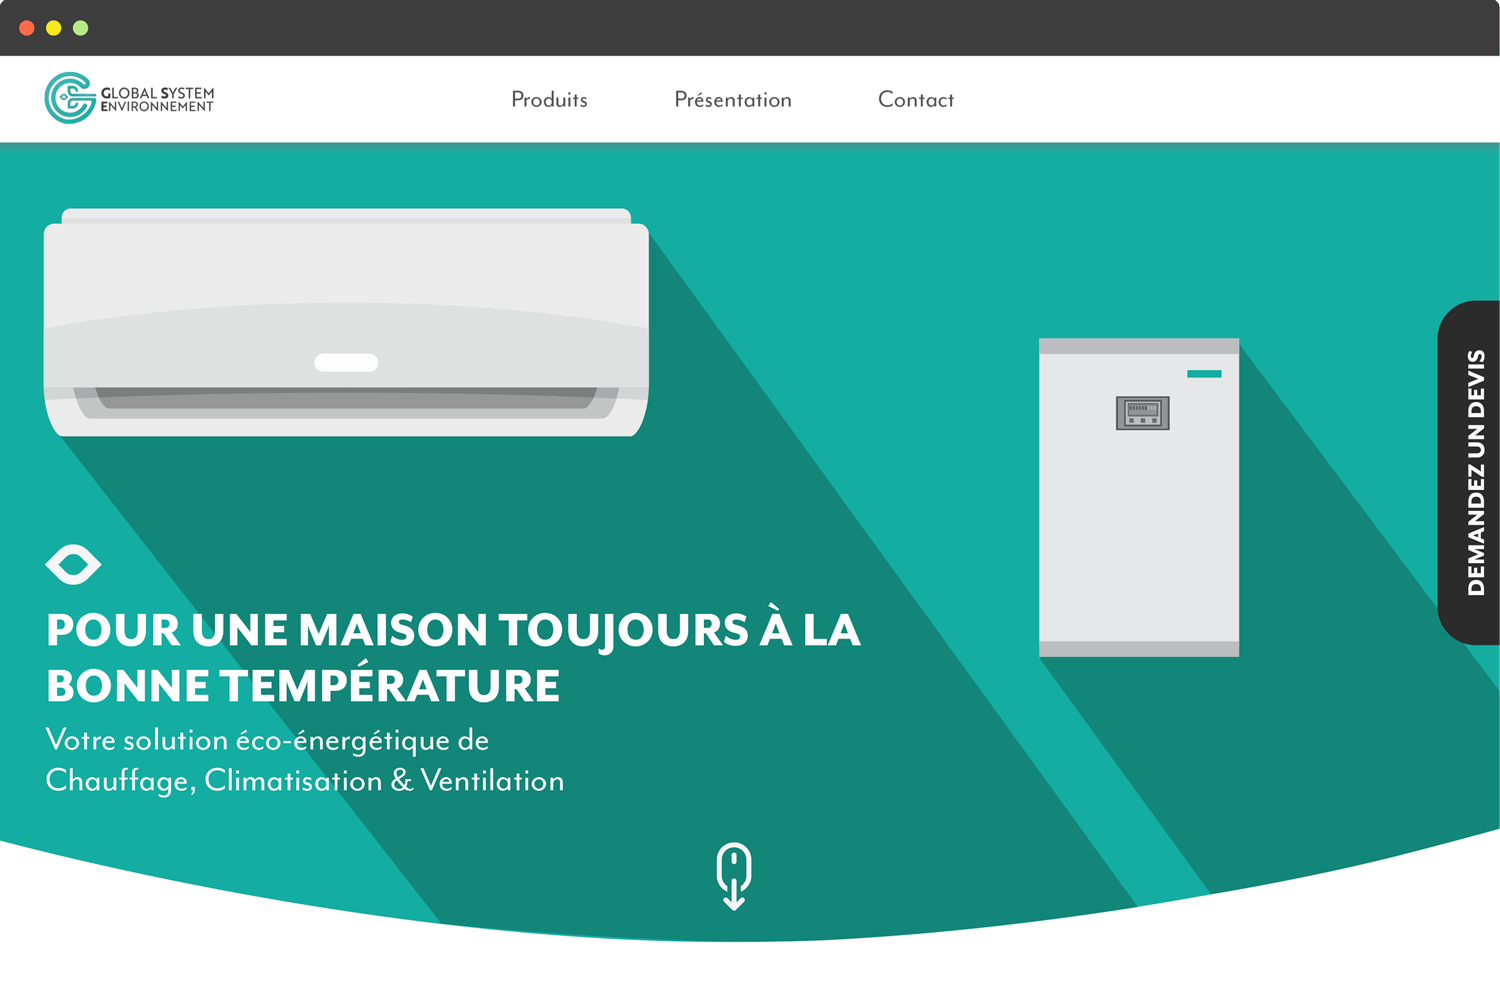 GLOBAL SYSTEM
ENVIRONNEMENT
Produits
Présentation
Contact
DEMANDEZ UN DEVIS
POUR UNE MAISON TOUJOURS À LA
BONNE TEMPÉRATURE
Votre solution éco-énergétique de
Chauffage, Climatisation & Ventilation